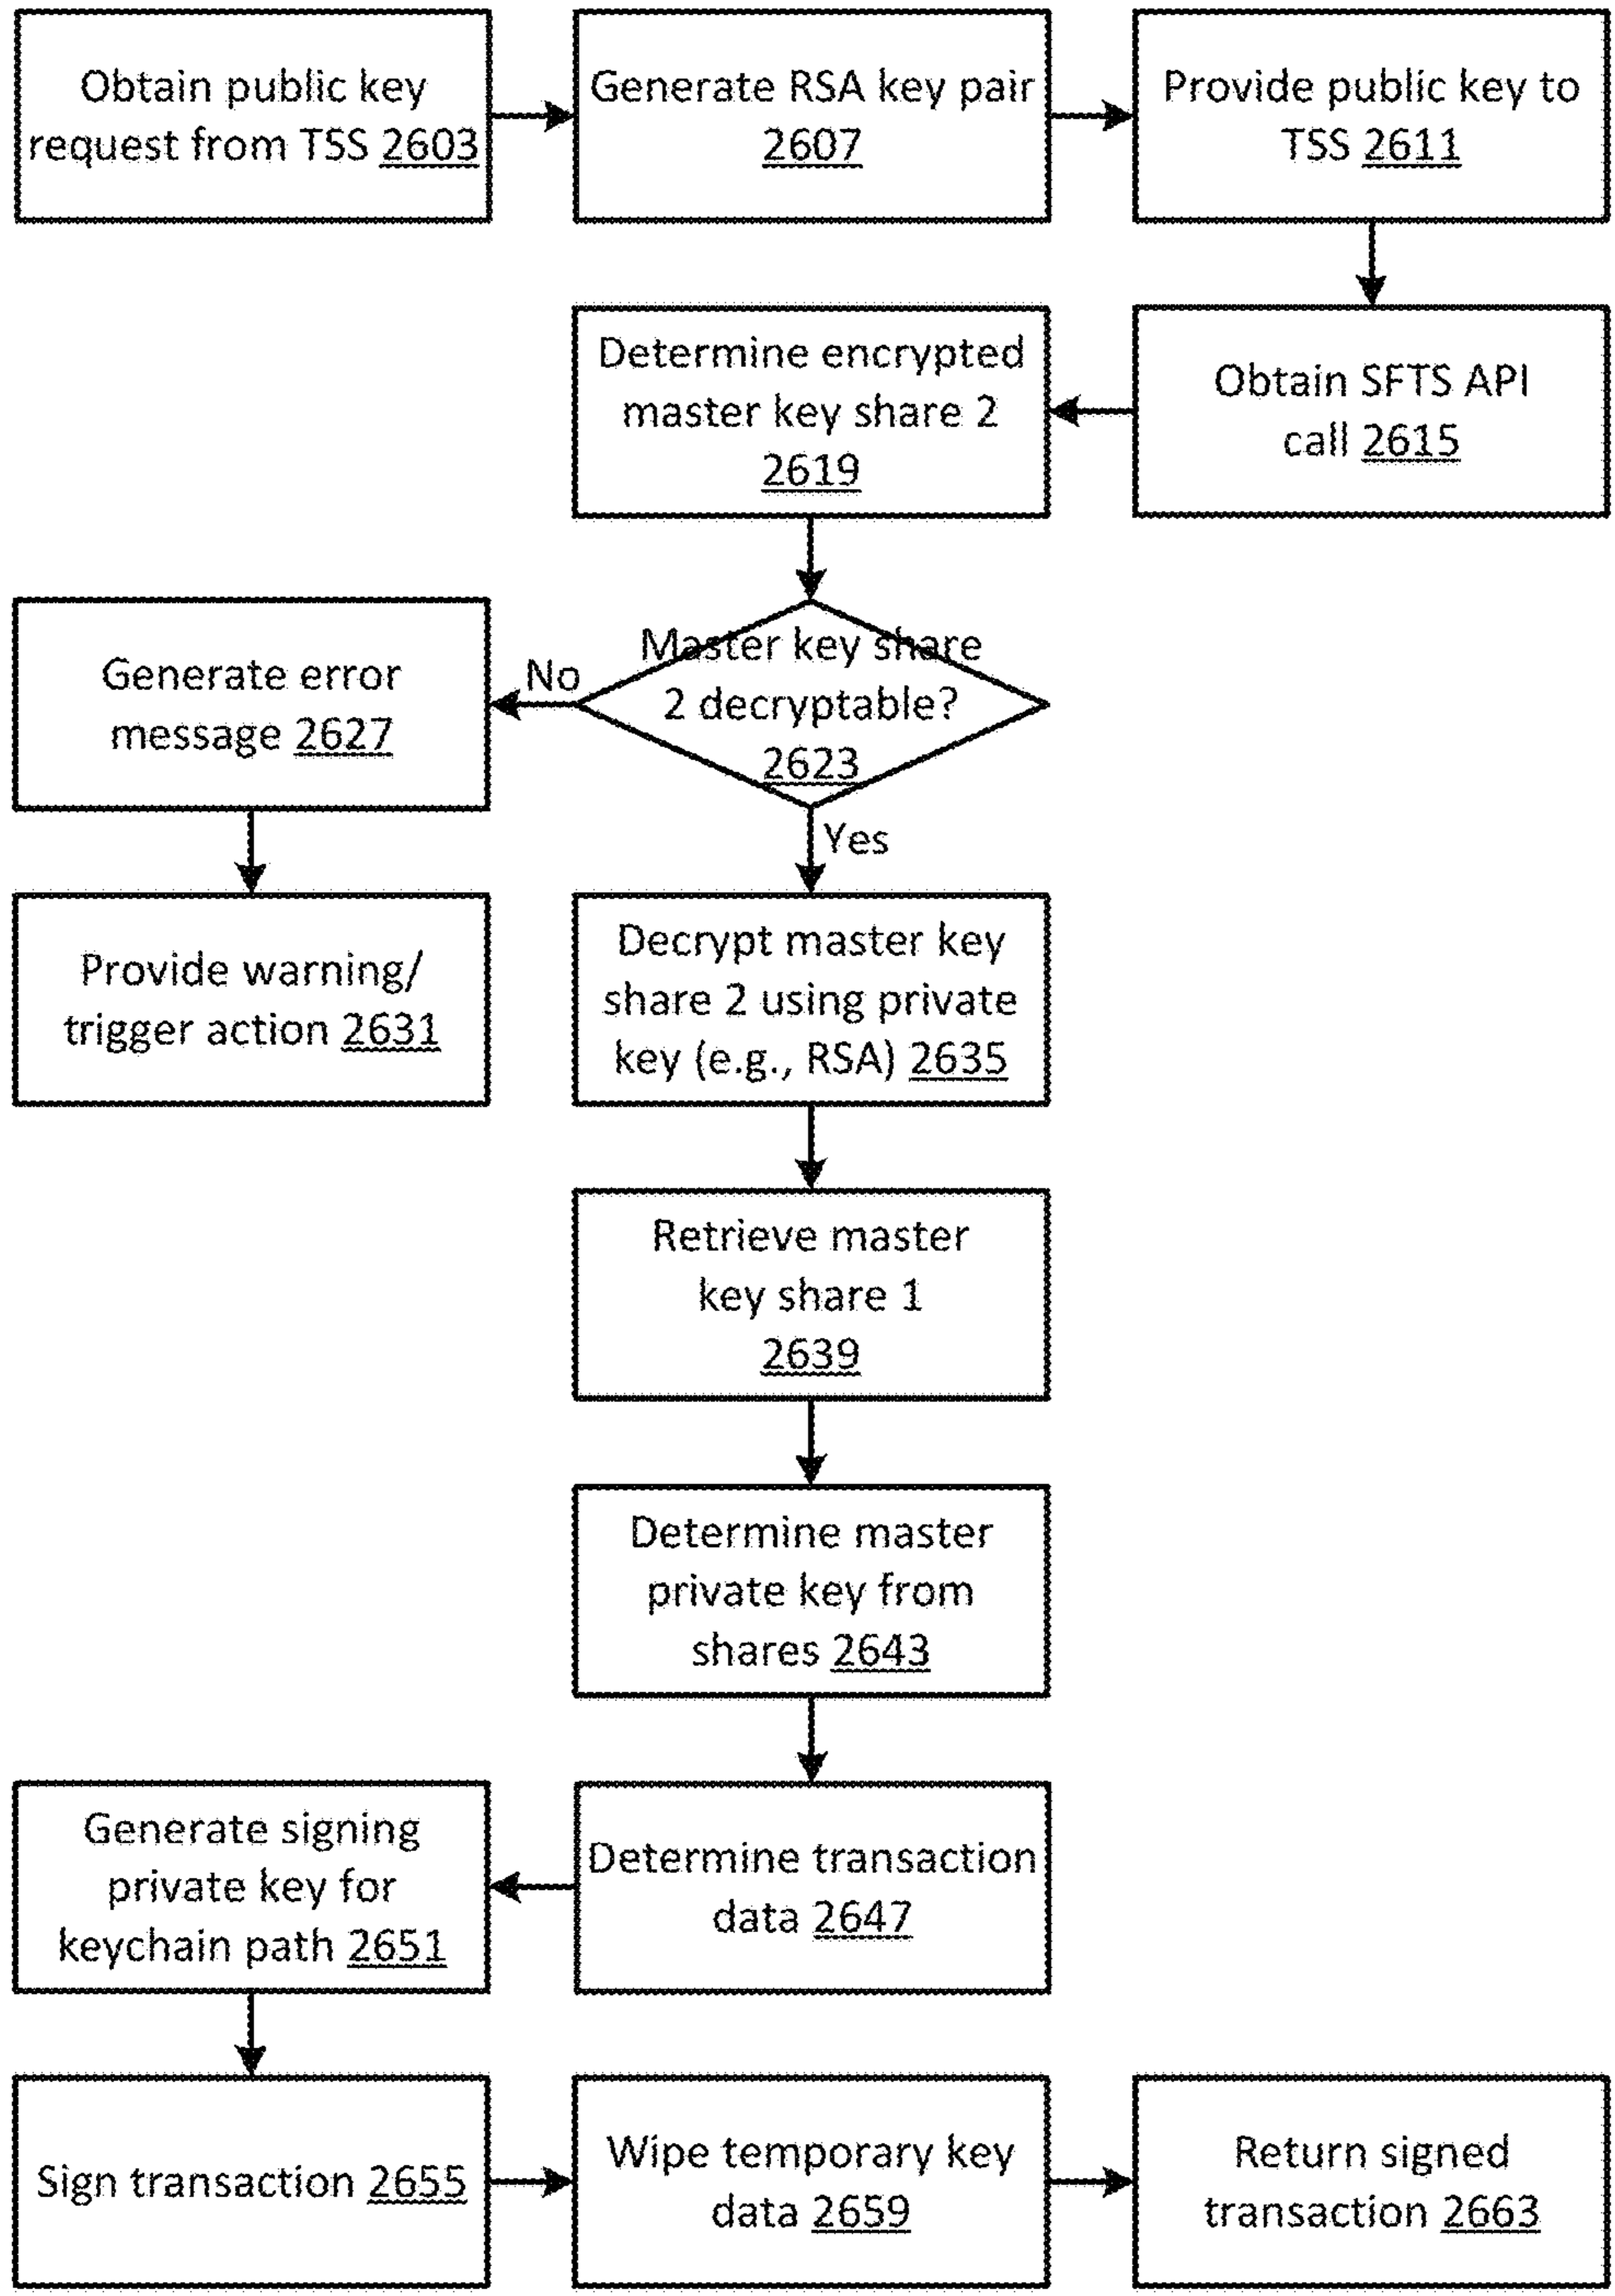 Obtain public key
request from TSS 2603
Generate RSA key pair
2607
Provide public key to
TSS 2611
Obtain SFTS API
call 2615
Determine encrypted
master key share 2
2619
Master key share
2 decryptable?
2623
No
Generate error
message 2627
Provide warning/
trigger action 2631
Yes
Decrypt master key
share 2 using private
key (e.g., RSA) 2635
Retrieve master
key share 1
2639
Determine master
private key from
shares 2643
Determine transaction
data 2647
Generate signing
private key for
keychain path 2651
Sign transaction 2655
Wipe temporary key
data 2659
Return signed
transaction 2663